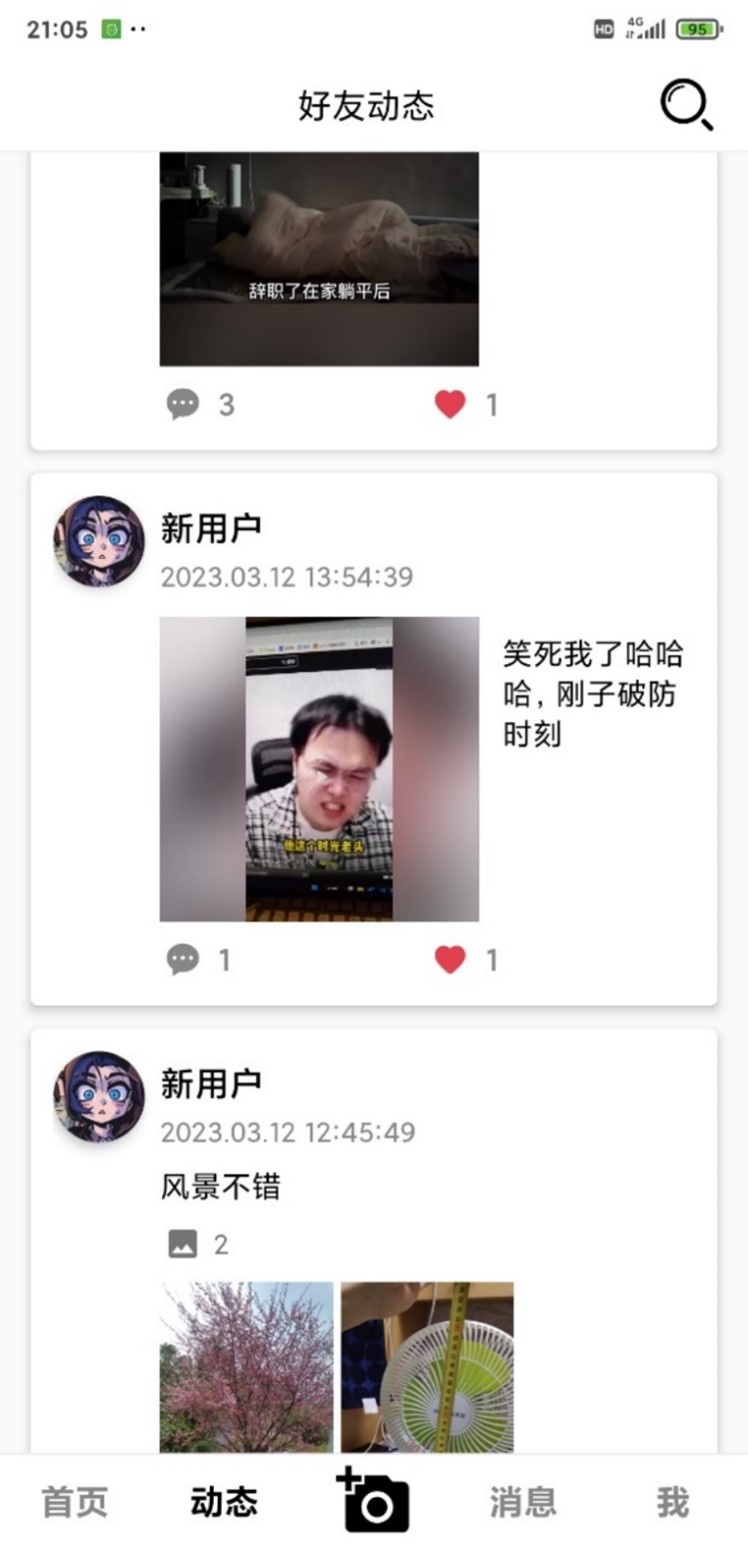 21:05
HD 4G 95
好友动态
辞职了在家躺平后
3 1
新用户
2023.03.12 13:54:39
笑死我了哈哈
哈，刚子破防
时刻
他这个时光老头
1 1
新用户
2023.03.12 12:45:49
风景不错
2
首页 动态 消息 我